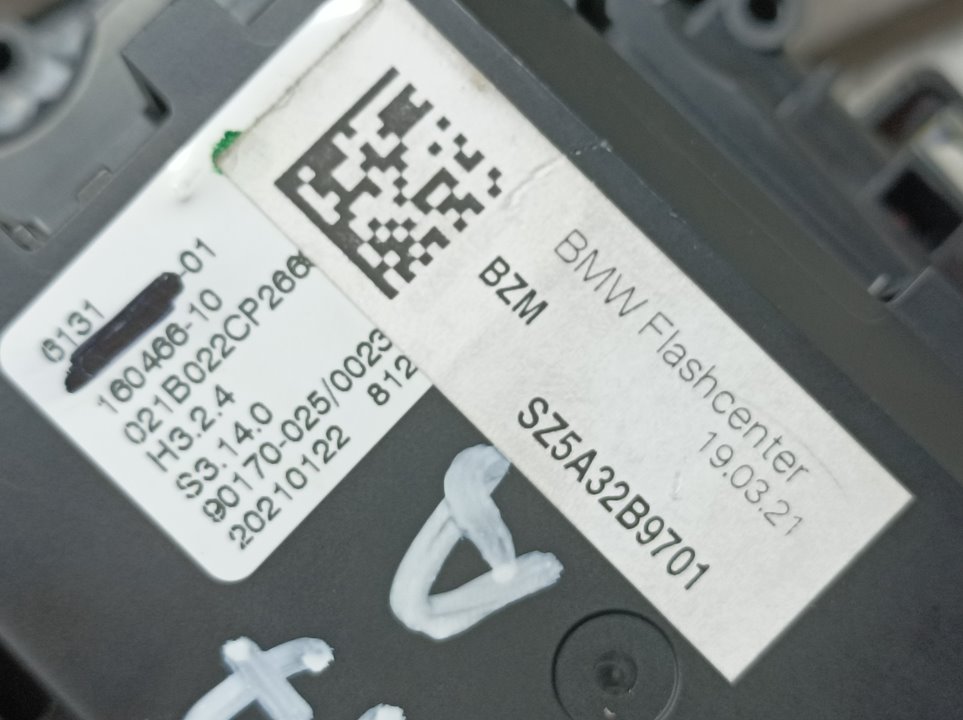 6131 -01
160466-10
021B022CP266
H3.2.4
S3.14.0
90170-025/0023
812
20210122
BMW Flashcenter
19.03.21
BZM
SZ5A32B9701